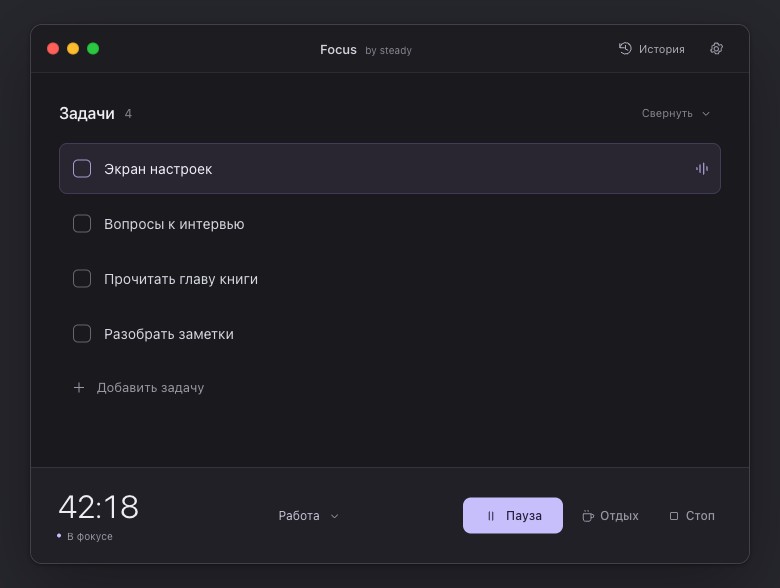 Focus by steady
История
Задачи 4
Свернуть
Экран настроек
Вопросы к интервью
Прочитать главу книги
Разобрать заметки
Добавить задачу
42:18
В фокусе
Работа
Пауза
Отдых
Стоп